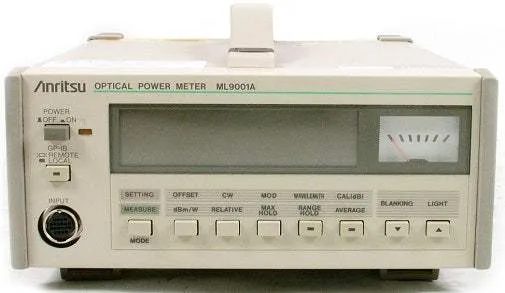 Anritsu OPTICAL POWER METER ML9001A
POWER
OFF ON
GP-IB
REMOTE
LOCAL
INPUT
SETTING OFFSET CW MOD WAVELENGTH CAL(dB) BLANKING LIGHT
MEASURE dBm/W RELATIVE MAX HOLD RANGE HOLD AVERAGE
MODE